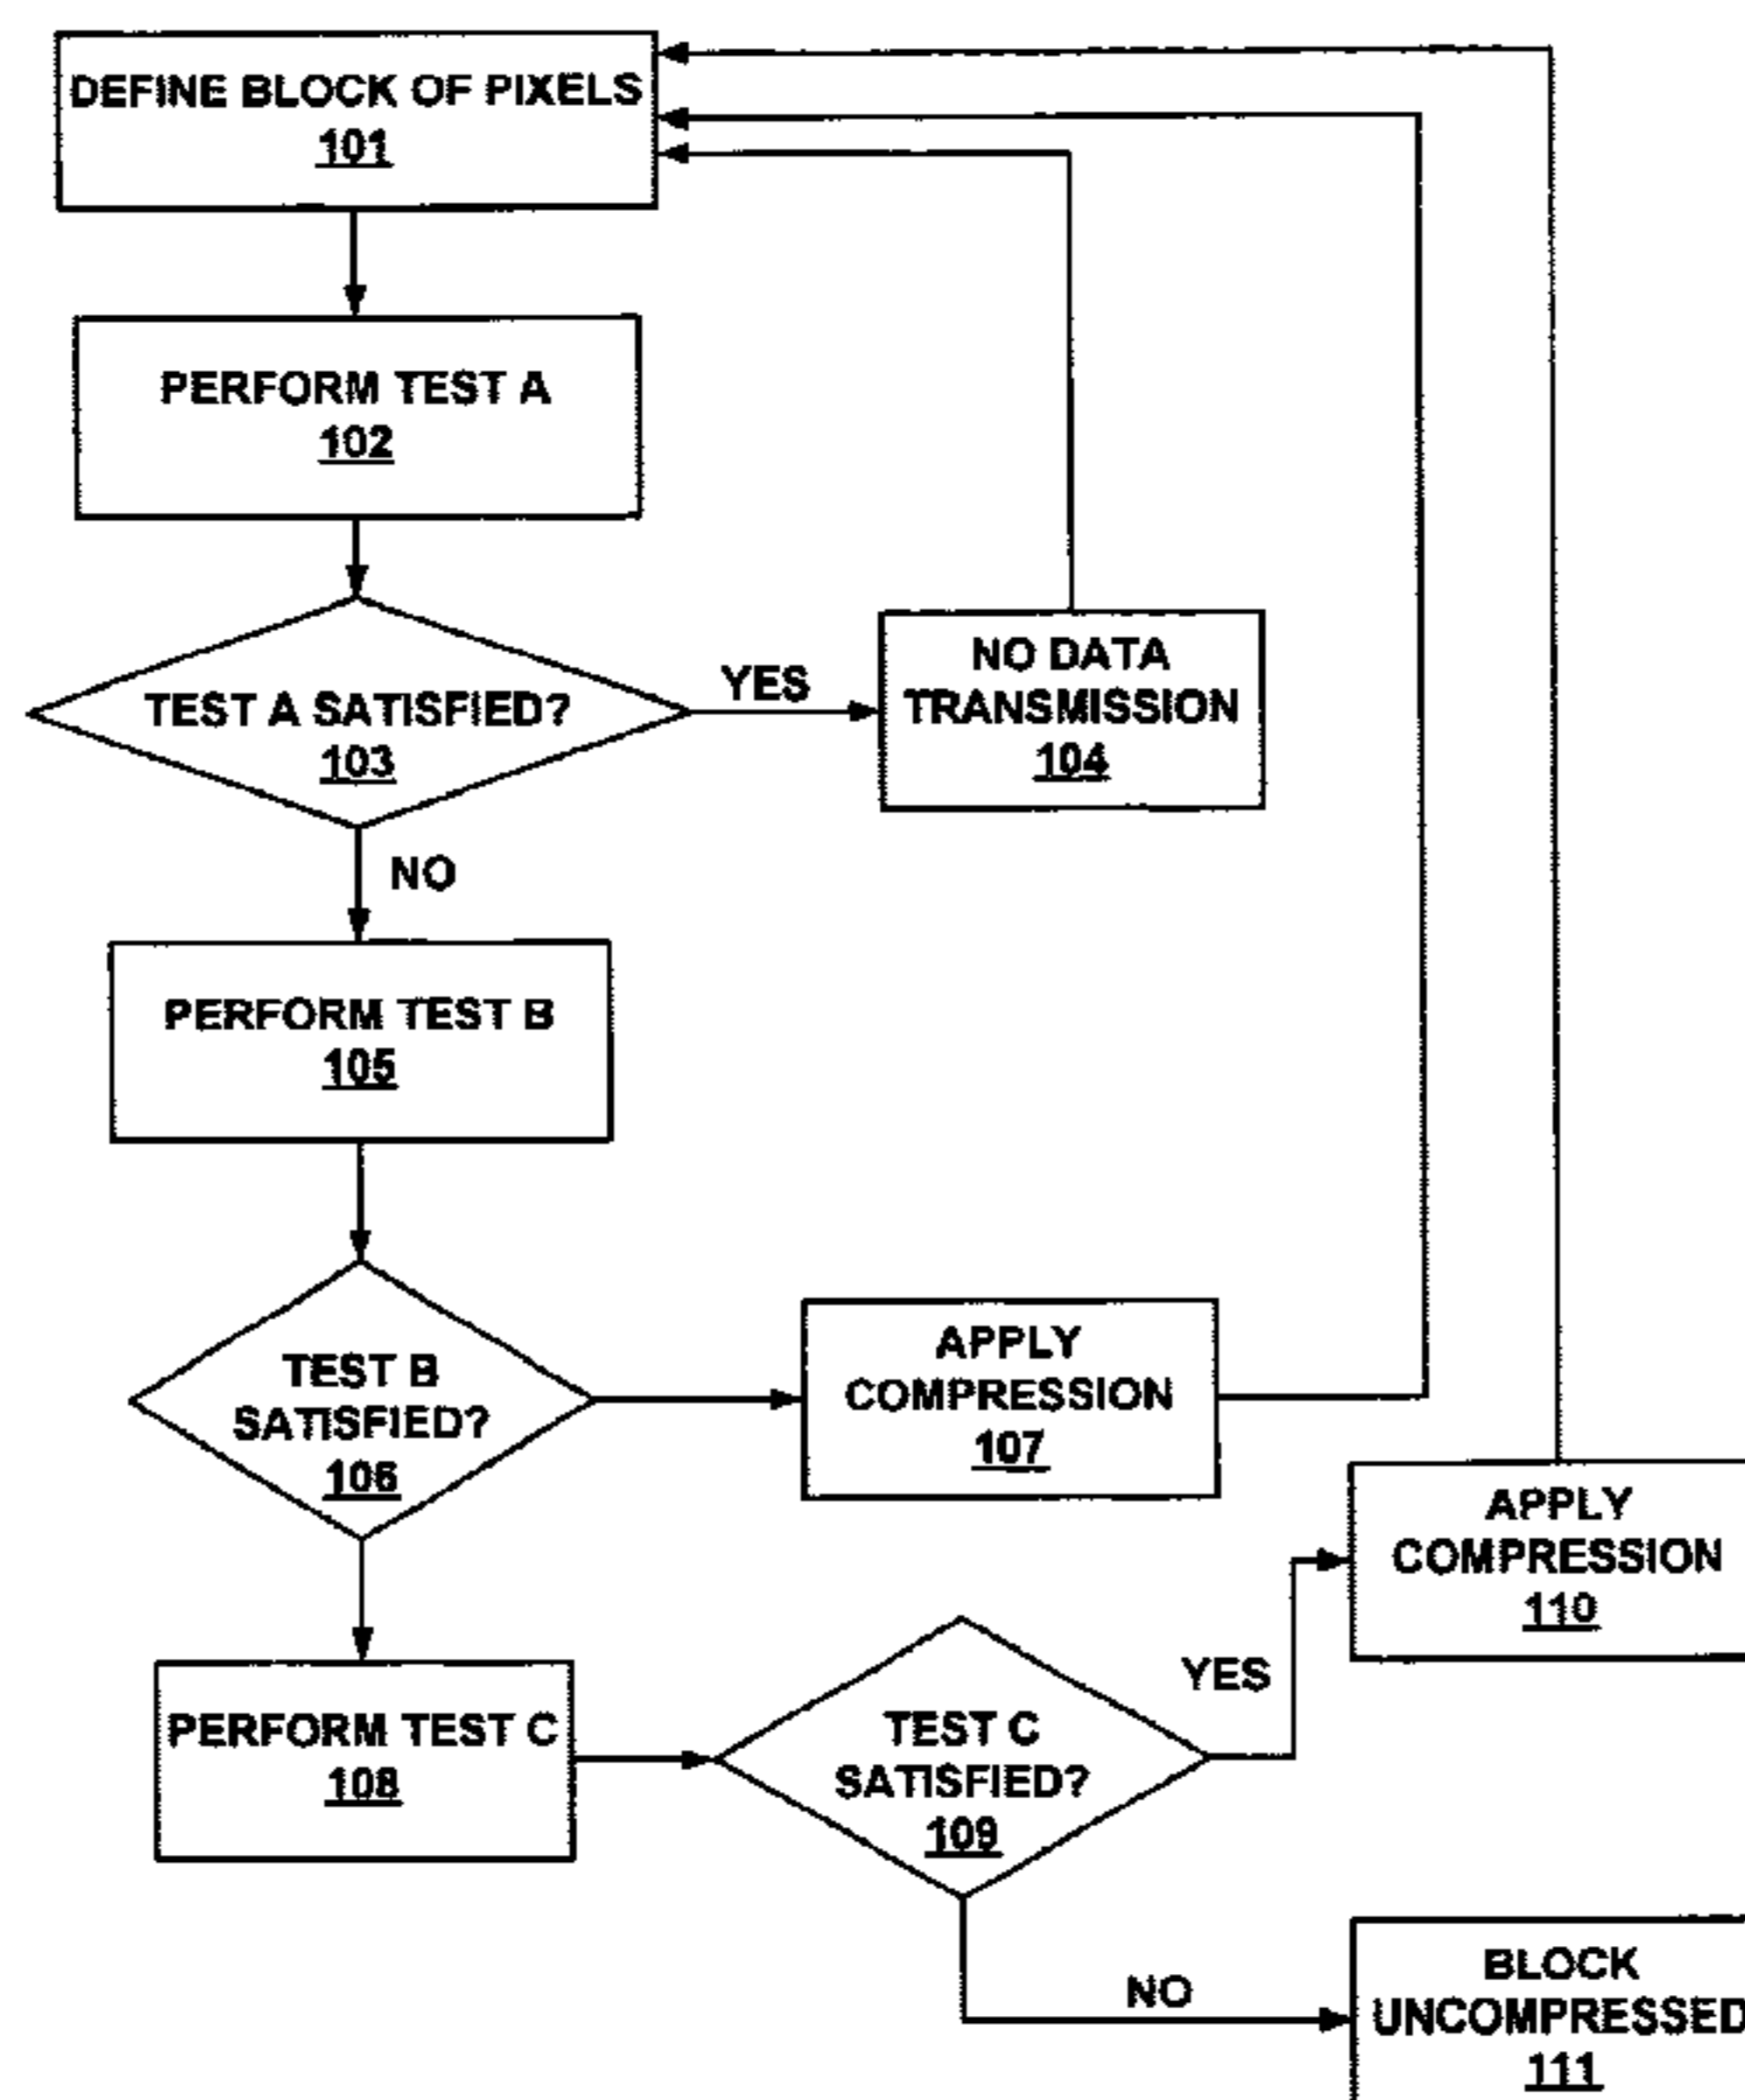 DEFINE BLOCK OF PIXELS
101
PERFORM TEST A
102
TEST A SATISFIED?
103
YES
NO DATA
TRANSMISSION
104
NO
PERFORM TEST B
105
TEST B
SATISFIED?
106
APPLY
COMPRESSION
107
PERFORM TEST C
108
TEST C
SATISFIED?
109
YES
APPLY
COMPRESSION
110
NO
BLOCK
UNCOMPRESSED
111